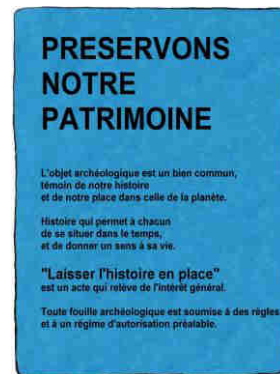 PRESERVONS
NOTRE
PATRIMOINE
L'objet archéologique est un bien commun,
témoin de notre histoire
et de notre place dans celle de la planète.
Histoire qui permet à chacun
de se situer dans le temps,
et de donner un sens à sa vie.
"Laisser l'histoire en place"
est un acte qui relève de l'intérêt général.
Toute fouille archéologique est soumise à des règles
et à un régime d'autorisation préalable.